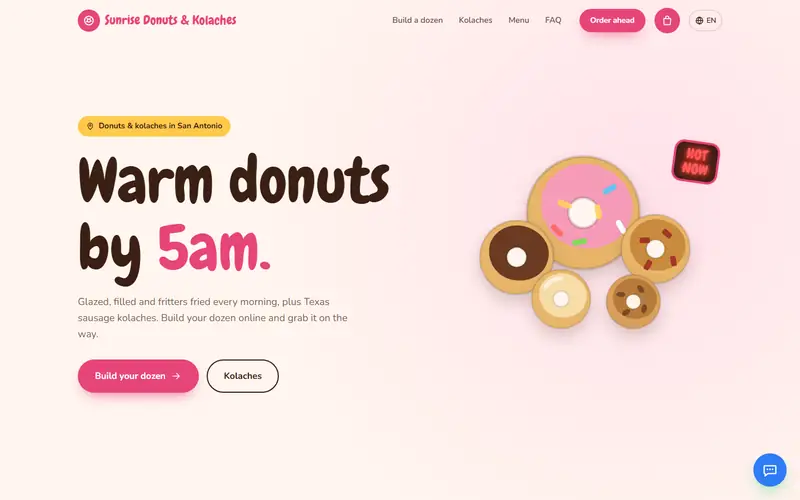 Sunrise Donuts & Kolaches
Build a dozen
Kolaches
Menu
FAQ
Order ahead
EN
Donuts & kolaches in San Antonio
HOT
NOW
Warm donuts
by 5am.
Glazed, filled and fritters fried every morning, plus Texas
sausage kolaches. Build your dozen online and grab it on the
way.
Build your dozen →
Kolaches